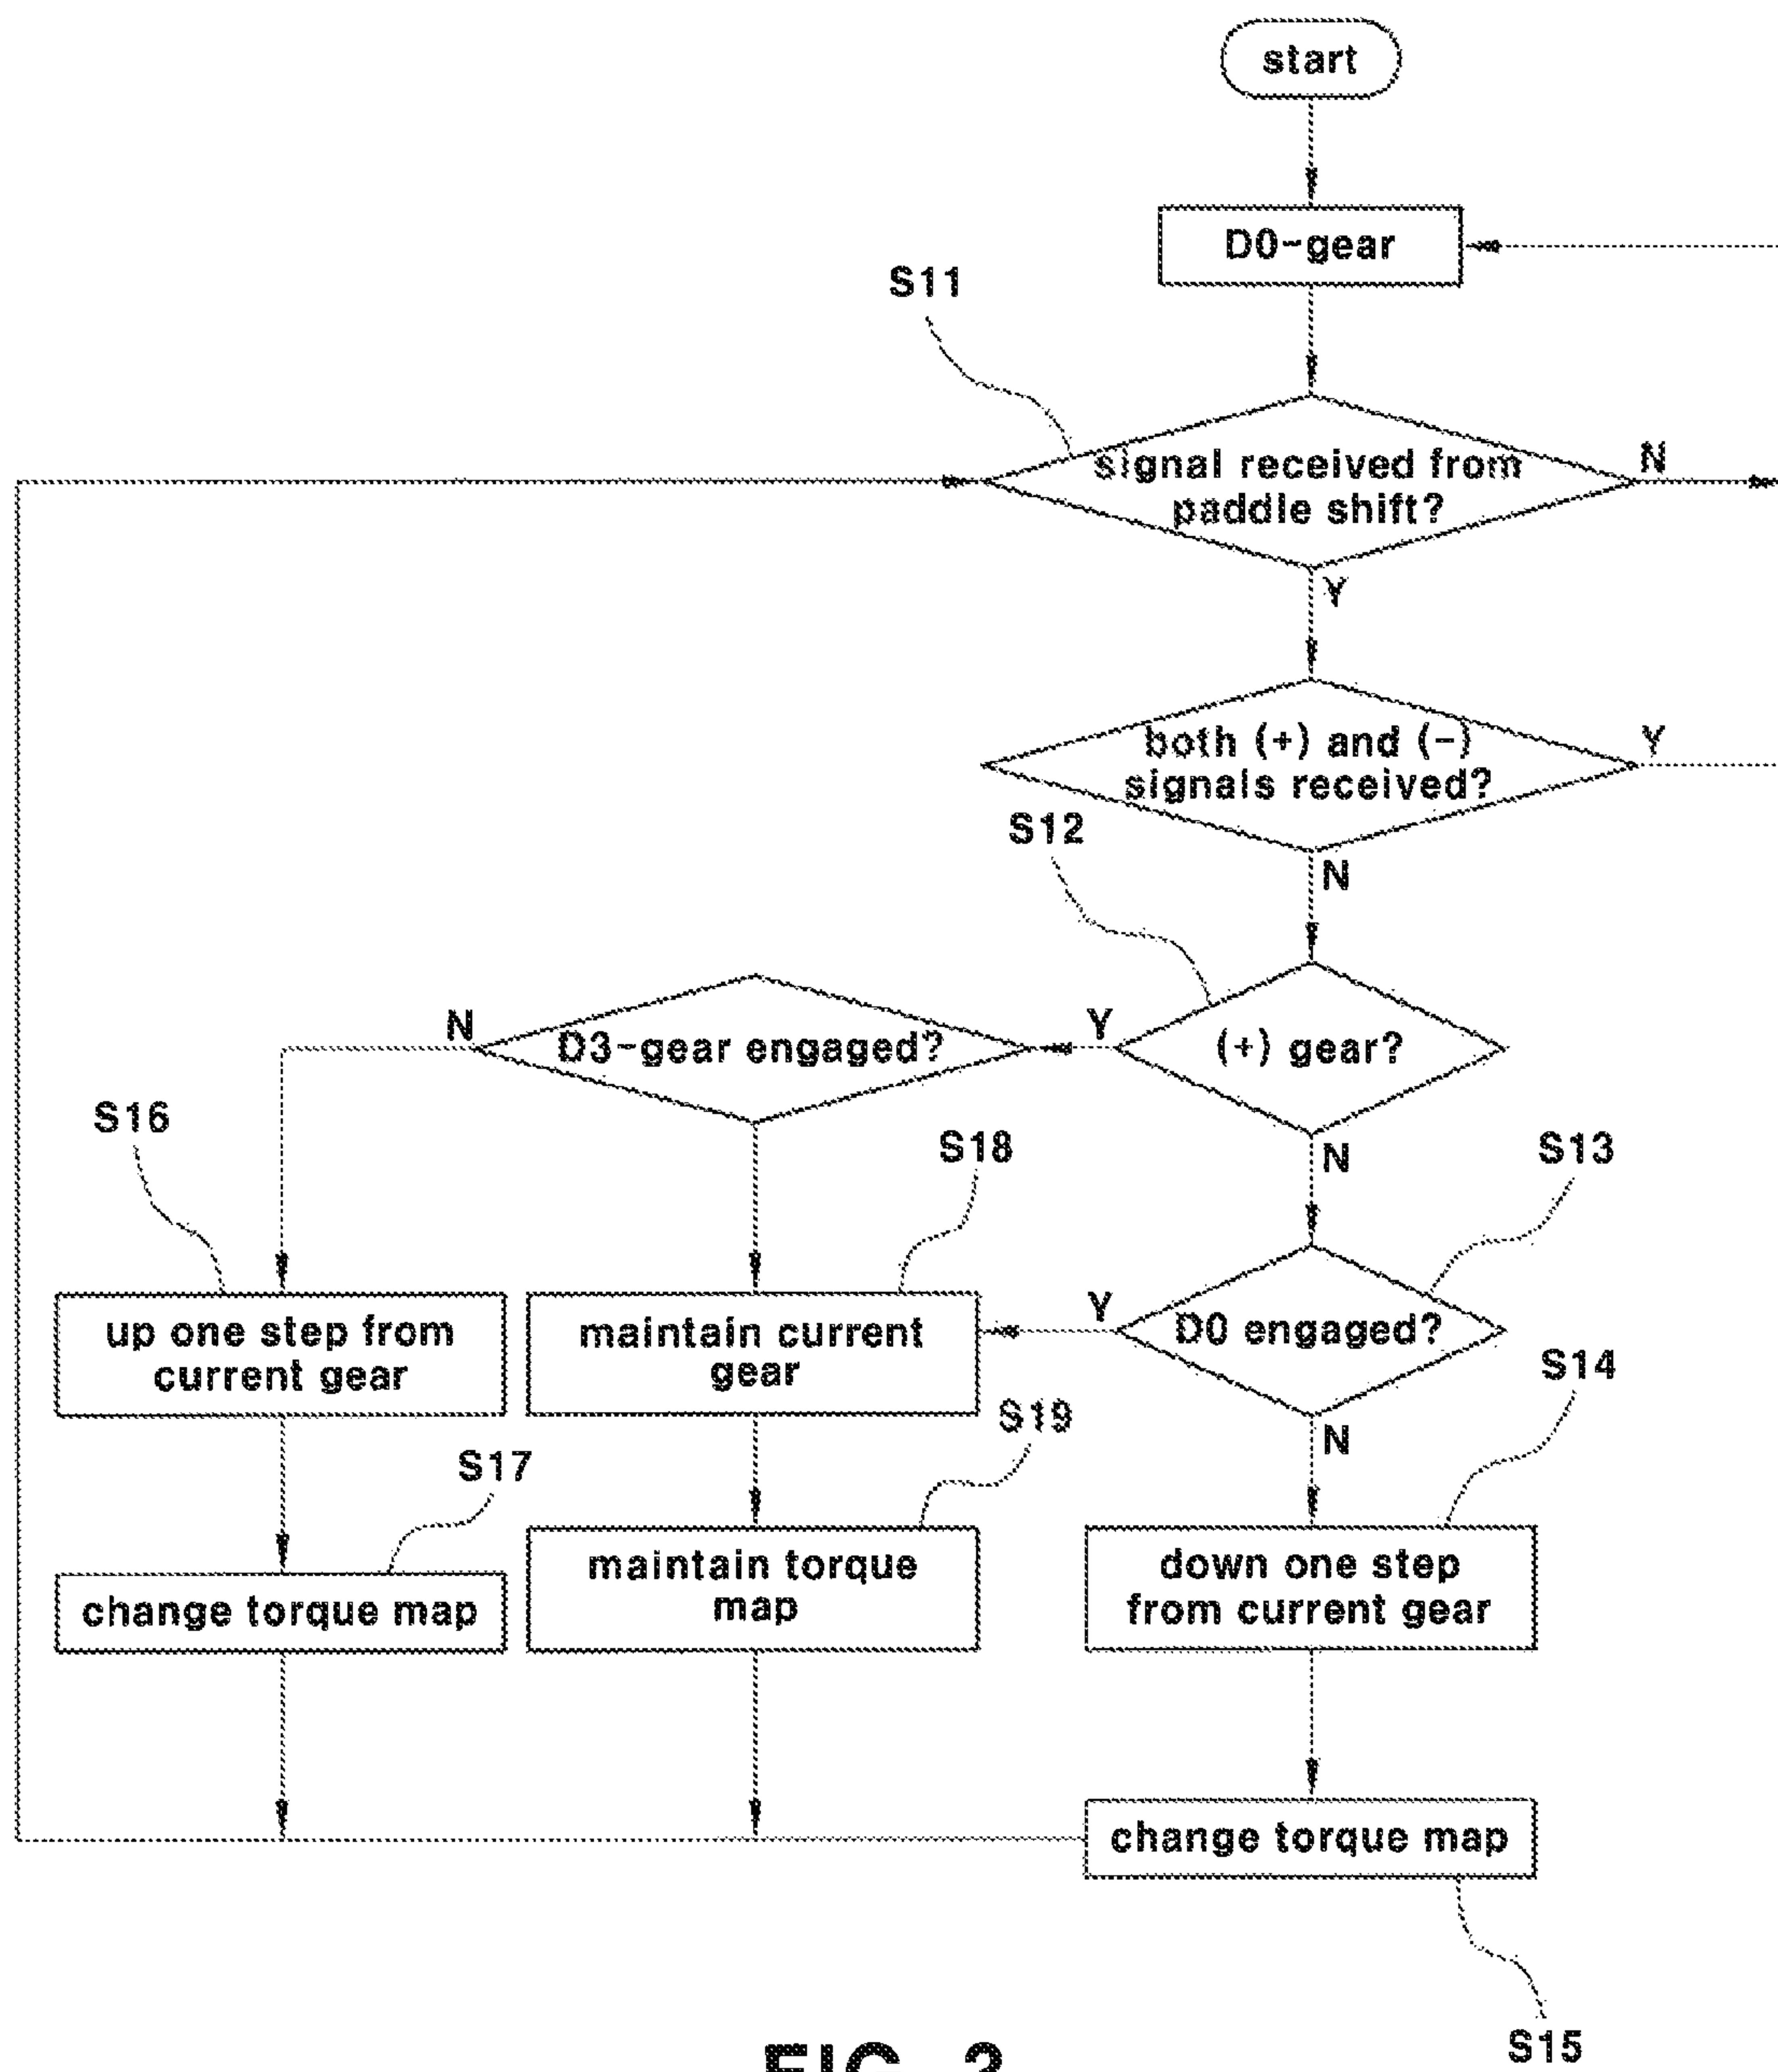 start
D0-gear
S11
signal received from
paddle shift?
N
Y
both (+) and (-)
signals received?
Y
S12
N
(+) gear?
Y
D3-gear engaged?
N
N
S16
S18
S13
up one step from
current gear
maintain current
gear
Y
D0 engaged?
S14
S19
N
S17
change torque map
maintain torque
map
down one step
from current gear
change torque map
S15